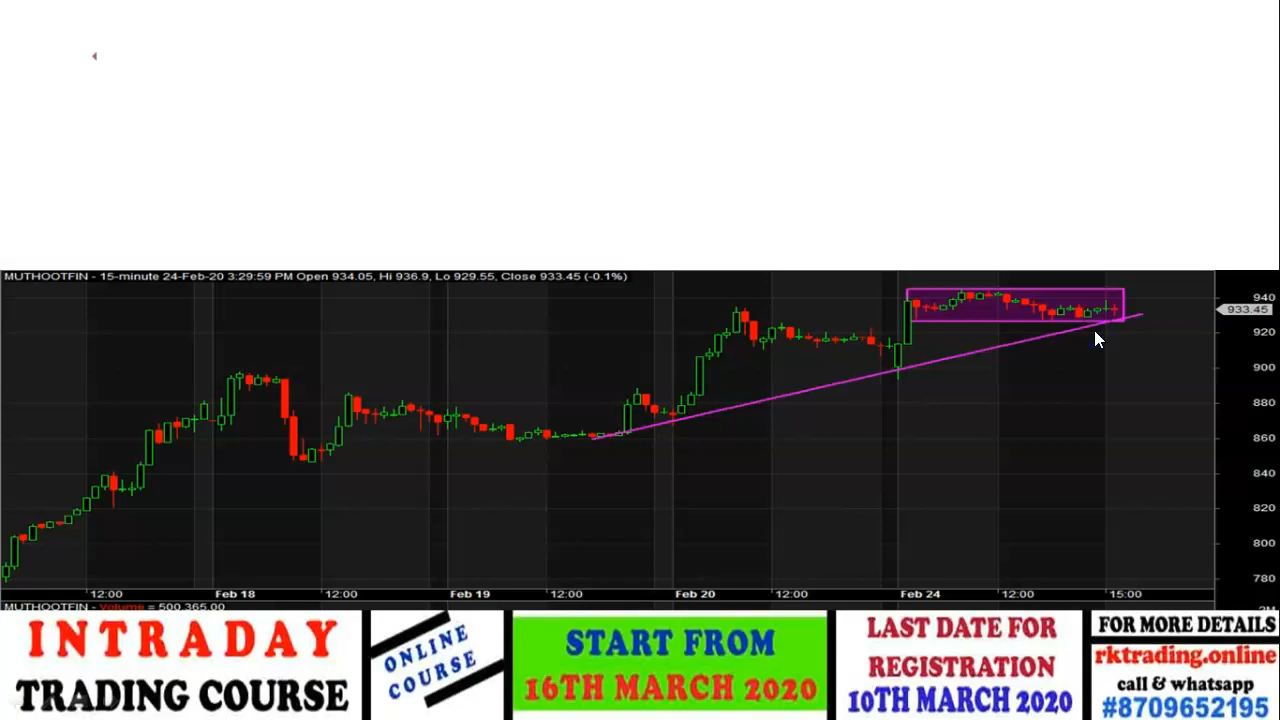 MUTHOOTFIN - 15-minute 24-Feb-20 3:29:59 PM Open 934.05, Hi 936.9, Lo 929.55, Close 933.45 (-0.1%)
940
933.45
920
900
880
860
840
820
800
780
12:00 Feb 18 12:00 Feb 19 12:00 Feb 20 12:00 Feb 24 12:00 15:00
MUTHOOTFIN - Volume = 500,365.00
INTRADAY
TRADING COURSE
ONLINE
COURSE
START FROM
16TH MARCH 2020
LAST DATE FOR
REGISTRATION
10TH MARCH 2020
FOR MORE DETAILS
rktrading.online
call & whatsapp
#8709652195